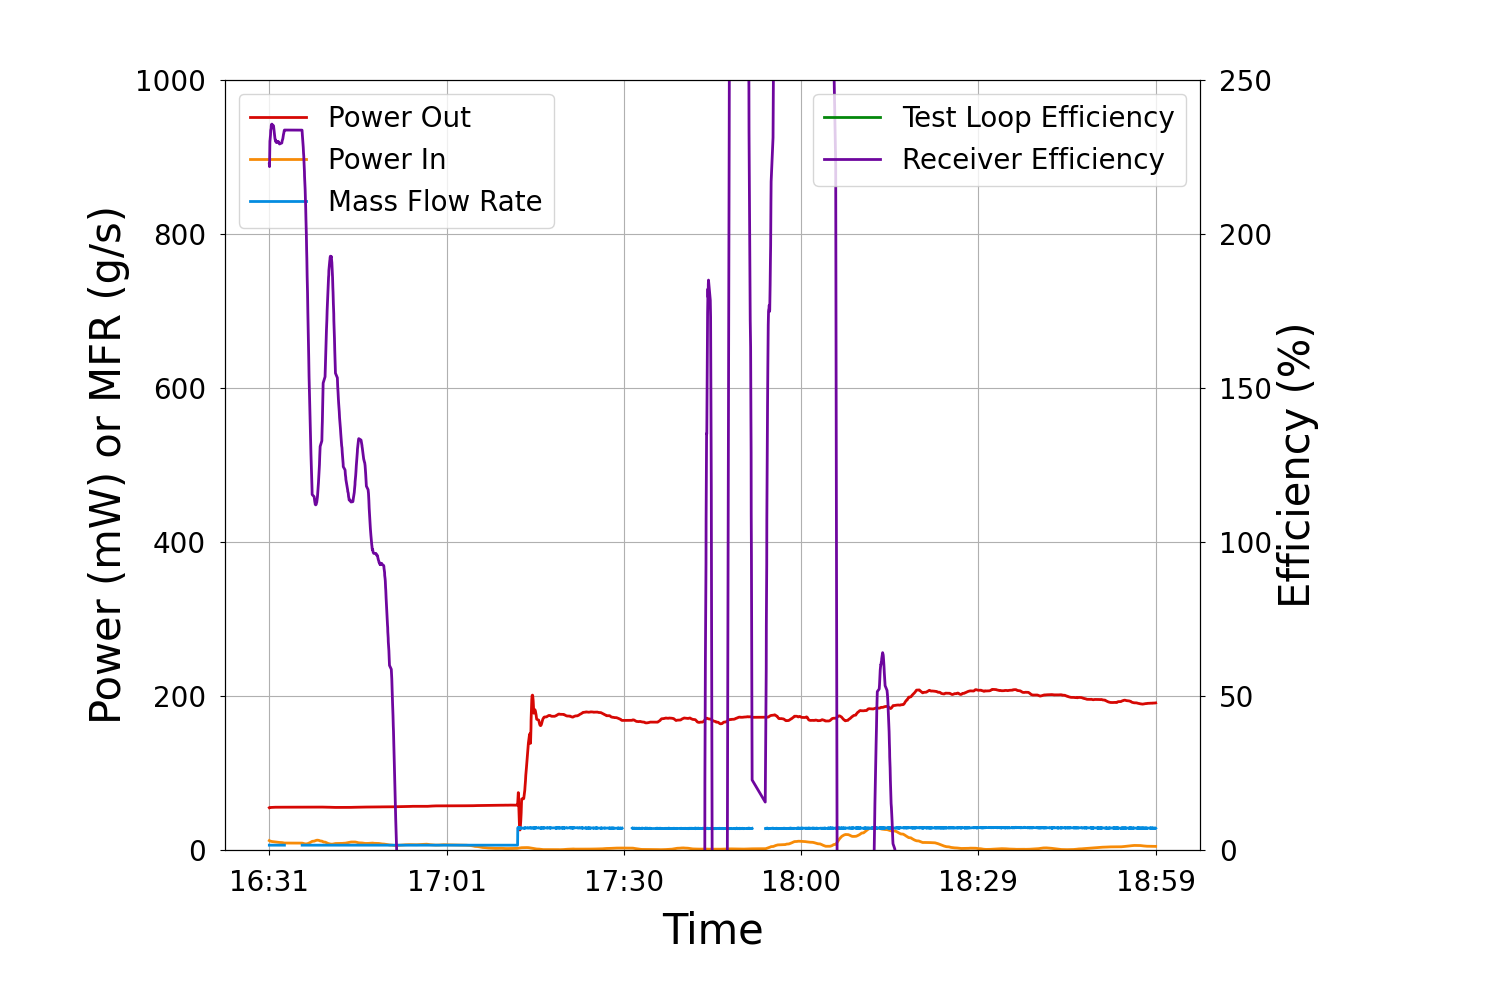 1000
800
600
400
200
0
Power (mW) or MFR (g/s)
Power Out
Power In
Mass Flow Rate
Test Loop Efficiency
Receiver Efficiency
250
200
150
100
50
0
Efficiency (%)
16:31 17:01 17:30 18:00 18:29 18:59
Time